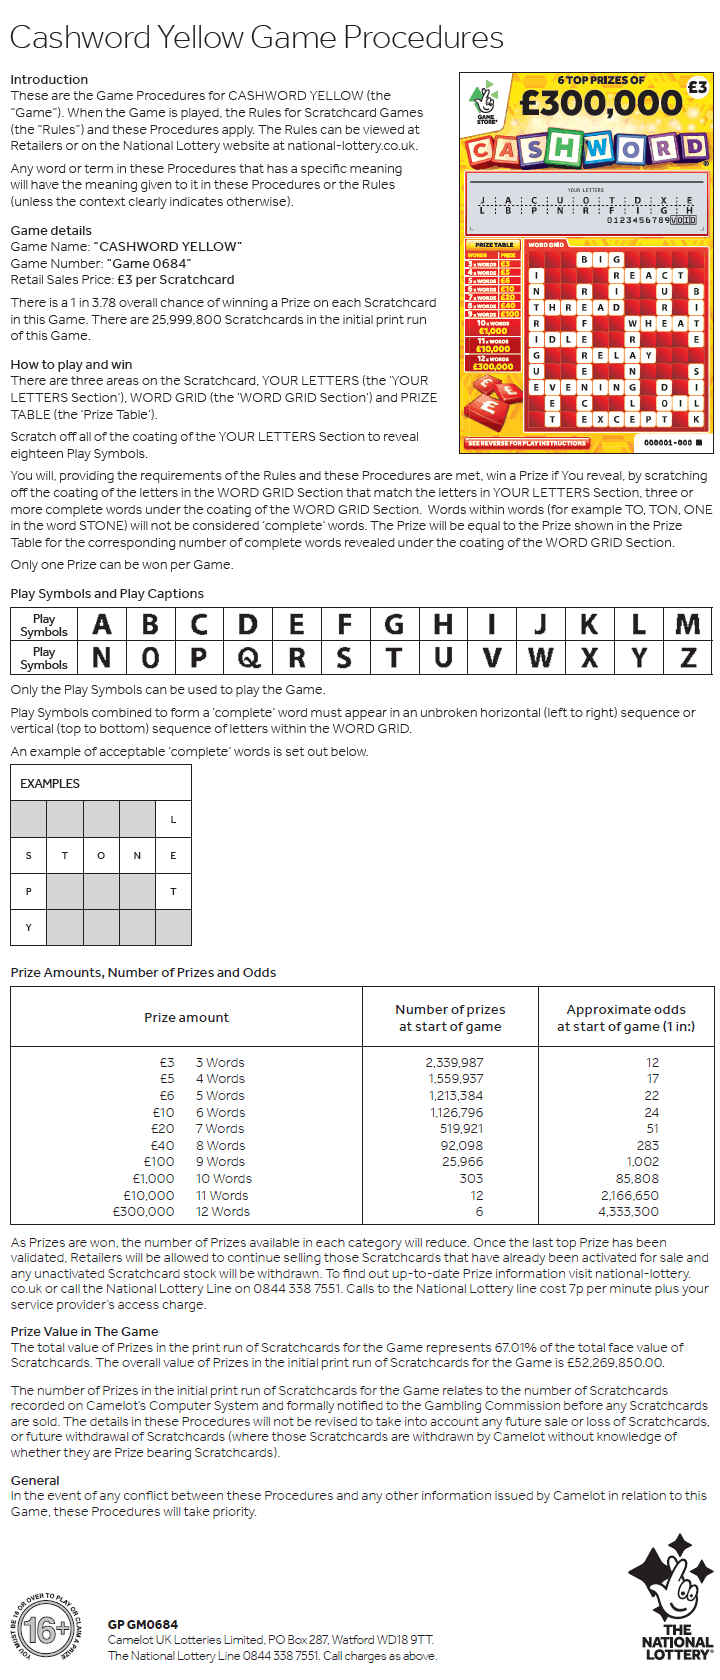 Cashword Yellow Game Procedures
Introduction
These are the Game Procedures for CASHWORD YELLOW (the
"Game"). When the Game is played, the Rules for Scratchcard Games
(the "Rules") and these Procedures apply. The Rules can be viewed at
Retailers or on the National Lottery website at national-lottery.co.uk.
Any word or term in these Procedures that has a specific meaning
will have the meaning given to it in these Procedures or the Rules
(unless the context clearly indicates otherwise).
Game details
Game Name: "CASHWORD YELLOW"
Game Number: "Game 0684"
Retail Sales Price: £3 per Scratchcard
There is a 1 in 3.78 overall chance of winning a Prize on each Scratchcard
in this Game. There are 25,999,800 Scratchcards in the initial print run
of this Game.
How to play and win
There are three areas on the Scratchcard, YOUR LETTERS (the 'YOUR
LETTERS Section'), WORD GRID (the 'WORD GRID Section') and PRIZE
TABLE (the 'Prize Table').
Scratch off all of the coating of the YOUR LETTERS Section to reveal
eighteen Play Symbols.
6 TOP PRIZES OF
£3
£300,000
GAME
STORE
CASHWORD
YOUR LETTERS
J A C U O T D X E
L B P N R F I G H
0123456789VOID
PRIZE TABLE
WORDS PRIZE
3 x WORDS £3
4 x WORDS £5
5 x WORDS £6
6 x WORDS £10
7 x WORDS £20
8 x WORDS £40
9 x WORDS £100
10 x WORDS
£1,000
11 x WORDS
£10,000
12 x WORDS
£300,000
WORD GRID
B I G
I R E A C T
N R I U B
T H R E A D R I
R F W H E A T
I D L E R E
G R E L A Y
U E N S
E V E N I N G D I
E C L O I L
T E X C E P T K
SEE REVERSE FOR PLAY INSTRUCTIONS
000001-000
You will, providing the requirements of the Rules and these Procedures are met, win a Prize if You reveal, by scratching
off the coating of the letters in the WORD GRID Section that match the letters in YOUR LETTERS Section, three or
more complete words under the coating of the WORD GRID Section. Words within words (for example TO, TON, ONE
in the word STONE) will not be considered 'complete' words. The Prize will be equal to the Prize shown in the Prize
Table for the corresponding number of complete words revealed under the coating of the WORD GRID Section.
Only one Prize can be won per Game.
Play Symbols and Play Captions
Play Symbols A B C D E F G H I J K L M
Play Symbols N O P Q R S T U V W X Y Z
Only the Play Symbols can be used to play the Game.
Play Symbols combined to form a 'complete' word must appear in an unbroken horizontal (left to right) sequence or
vertical (top to bottom) sequence of letters within the WORD GRID.
An example of acceptable 'complete' words is set out below.
EXAMPLES
L
S T O N E
P T
Y
Prize Amounts, Number of Prizes and Odds
Prize amount Number of prizes at start of game Approximate odds at start of game (1 in:)
£3 3 Words 2,339,987 12
£5 4 Words 1,559,937 17
£6 5 Words 1,213,384 22
£10 6 Words 1,126,796 24
£20 7 Words 519,921 51
£40 8 Words 92,098 283
£100 9 Words 25,966 1,002
£1,000 10 Words 303 85,808
£10,000 11 Words 12 2,166,650
£300,000 12 Words 6 4,333,300
As Prizes are won, the number of Prizes available in each category will reduce. Once the last top Prize has been
validated, Retailers will be allowed to continue selling those Scratchcards that have already been activated for sale and
any unactivated Scratchcard stock will be withdrawn. To find out up-to-date Prize information visit national-lottery.
co.uk or call the National Lottery Line on 0844 338 7551. Calls to the National Lottery line cost 7p per minute plus your
service provider's access charge.
Prize Value in The Game
The total value of Prizes in the print run of Scratchcards for the Game represents 67.01% of the total face value of
Scratchcards. The overall value of Prizes in the initial print run of Scratchcards for the Game is £52,269,850.00.
The number of Prizes in the initial print run of Scratchcards for the Game relates to the number of Scratchcards
recorded on Camelot's Computer System and formally notified to the Gambling Commission before any Scratchcards
are sold. The details in these Procedures will not be revised to take into account any future sale or loss of Scratchcards,
or future withdrawal of Scratchcards (where those Scratchcards are withdrawn by Camelot without knowledge of
whether they are Prize bearing Scratchcards).
General
In the event of any conflict between these Procedures and any other information issued by Camelot in relation to this
Game, these Procedures will take priority.
YOU MUST BE 16 OR OVER TO PLAY OR CLAIM A PRIZE
16+
GP GM0684
Camelot UK Lotteries Limited, PO Box 287, Watford WD18 9TT.
The National Lottery Line 0844 338 7551. Call charges as above.
THE
NATIONAL
LOTTERY®